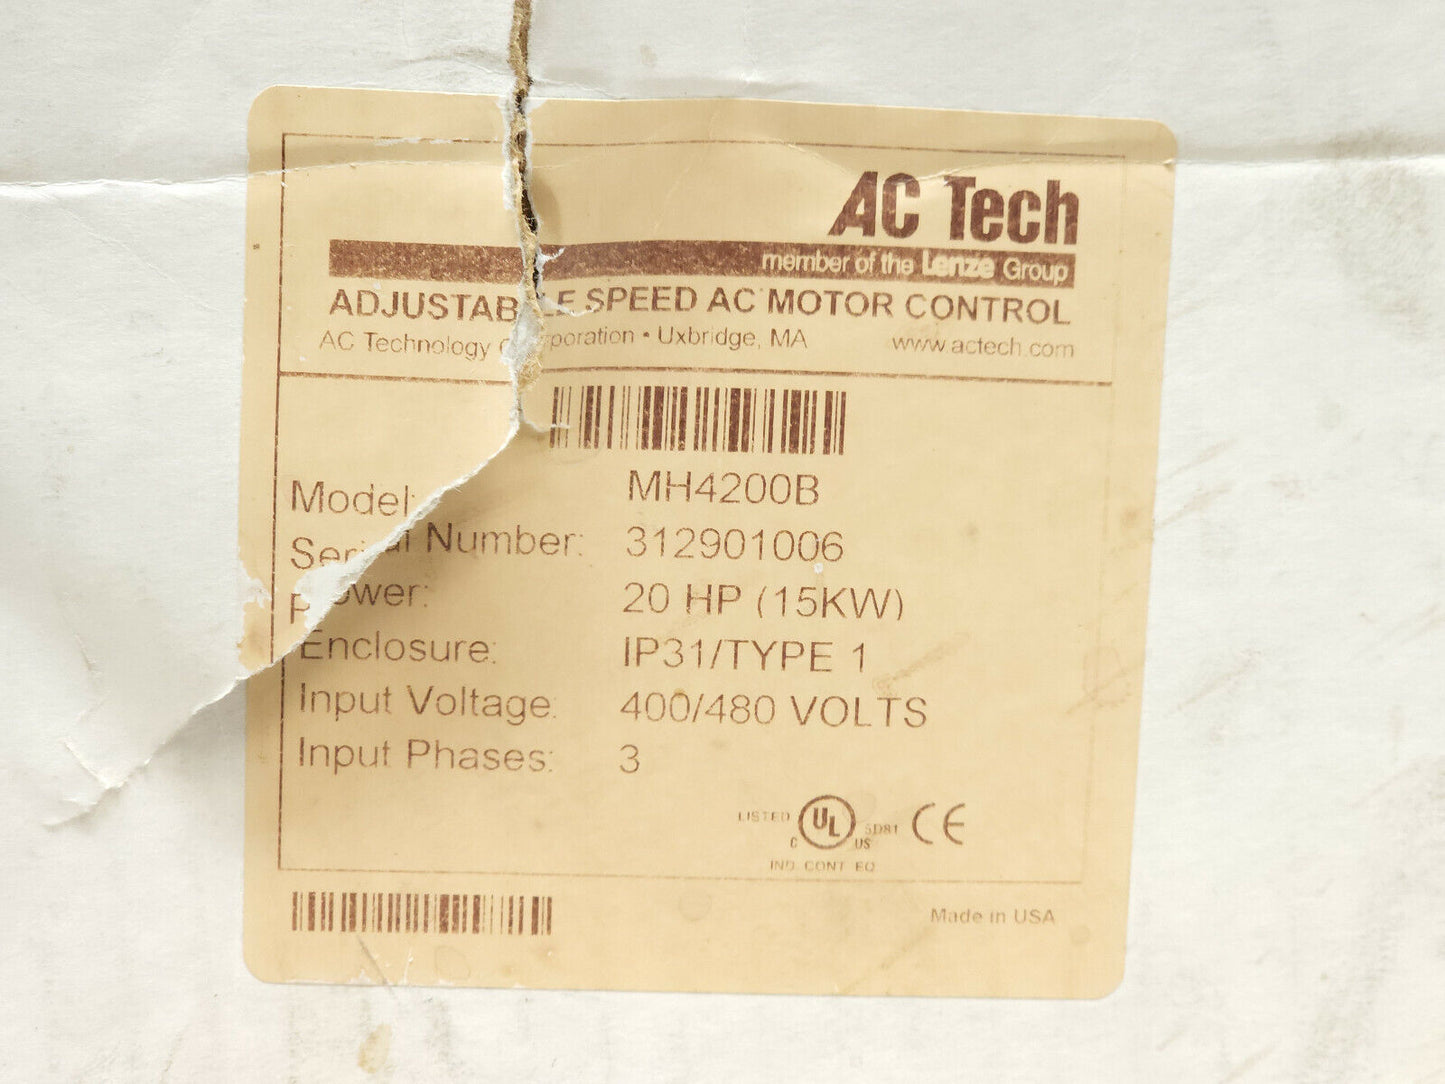 AC Tech
member of the Lenze Group
ADJUSTABLE SPEED AC MOTOR CONTROL
AC Technology Corporation • Uxbridge, MA www.actech.com
Model: MH4200B
Serial Number: 312901006
Power: 20 HP (15KW)
Enclosure: IP31/TYPE 1
Input Voltage: 400/480 VOLTS
Input Phases: 3
LISTED UL 5D81 CE
C US
IND. CONT. EQ
Made in USA